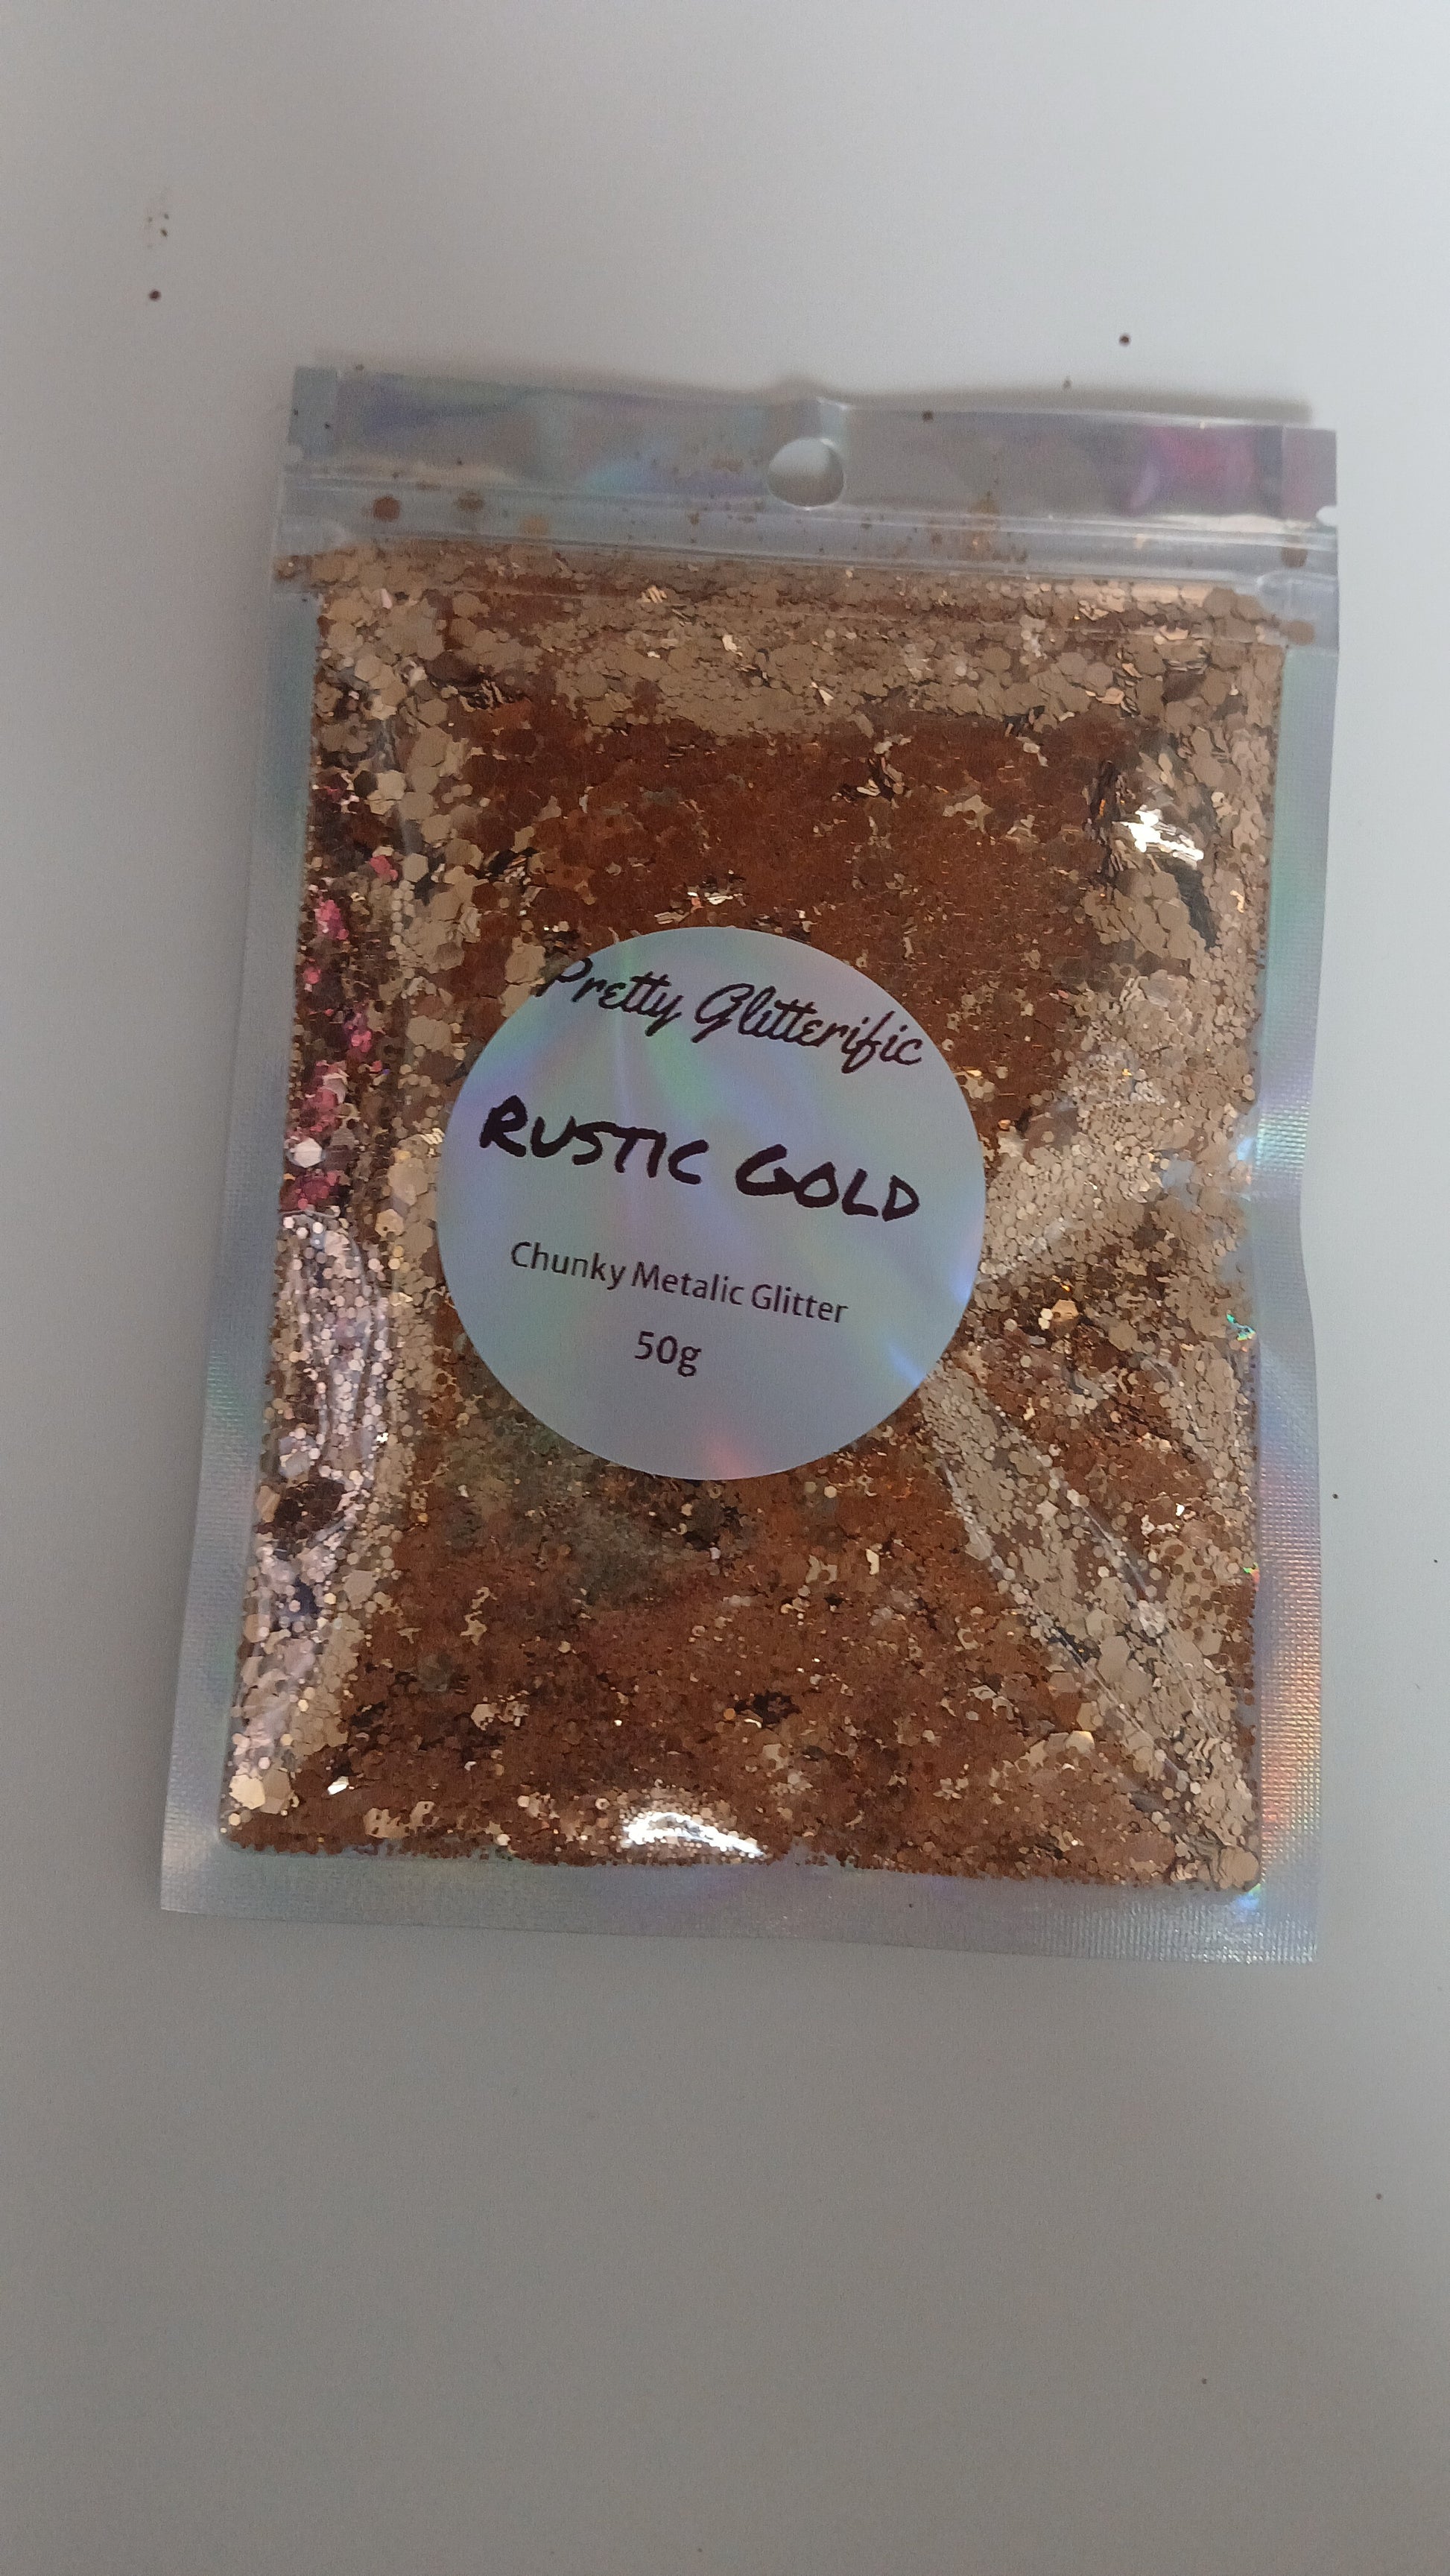 Pretty Glitterific
RUSTIC GOLD
Chunky Metalic Glitter
50g